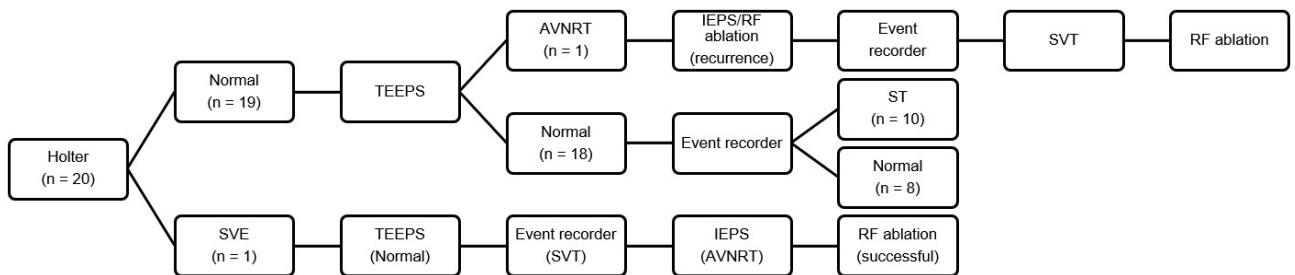 AVNRT
(n = 1)
IEPS/RF
ablation
(recurrence)
Event
recorder
SVT
RF ablation
Normal
(n = 19)
TEEPS
ST
(n = 10)
Normal
(n = 18)
Event recorder
Holter
(n = 20)
Normal
(n = 8)
SVE
(n = 1)
TEEPS
(Normal)
Event recorder
(SVT)
IEPS
(AVNRT)
RF ablation
(successful)